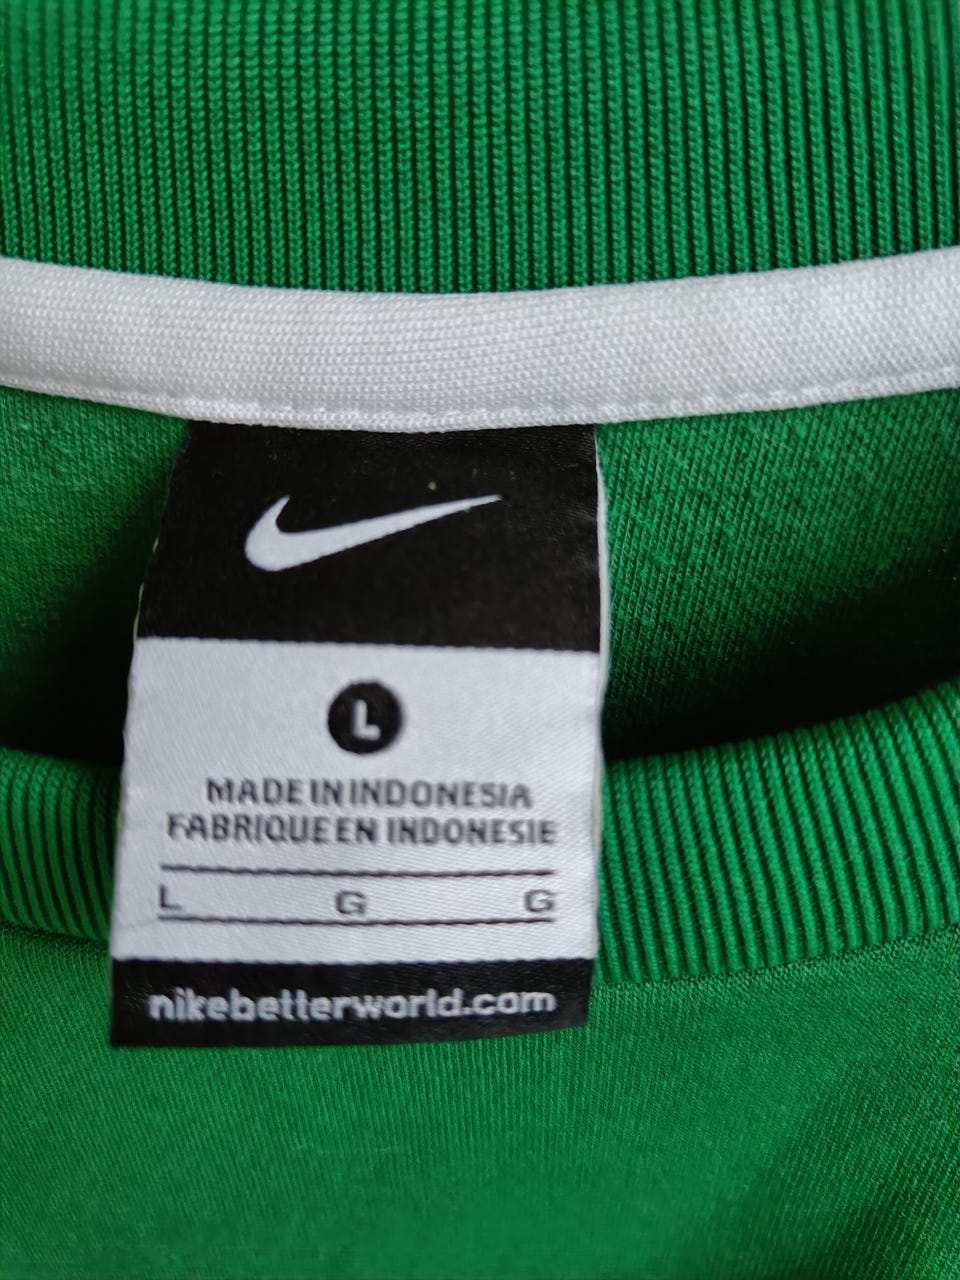 L
MADE IN INDONESIA
FABRIQUE EN INDONESIE
L G G
nikebetterworld.com